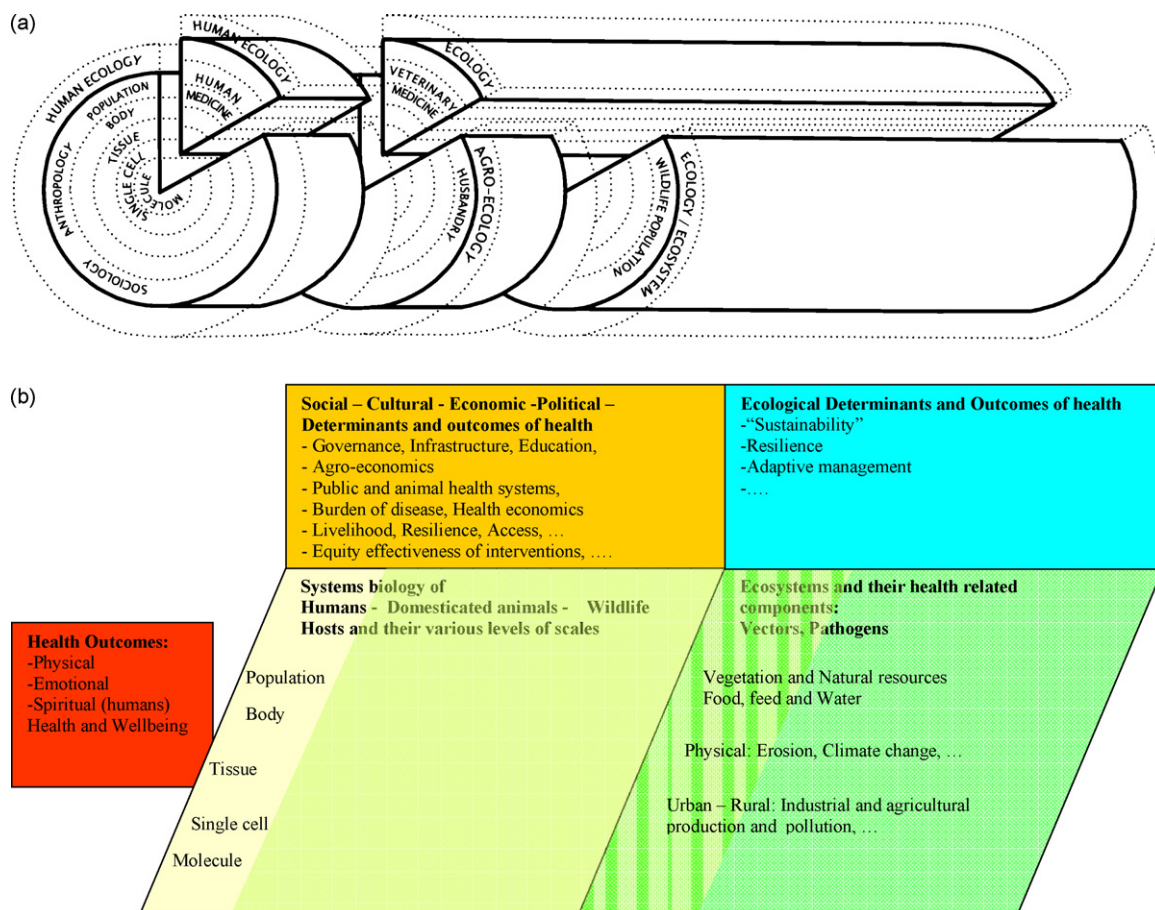 (a)
HUMAN ECOLOGY
HUMAN ECOLOGY
ECOLOGY
POPULATION
BODY
TISSUE
SINGLE CELL
MOLECULE
ANTHROPOLOGY
SOCIOLOGY
HUMAN
MEDICINE
VETERINARY
MEDICINE
AGRO-ECOLOGY
HUSBANDRY
WILDLIFE POPULATION
ECOLOGY / ECOSYSTEM
(b)
Social – Cultural - Economic -Political –
Determinants and outcomes of health
- Governance, Infrastructure, Education,
- Agro-economics
- Public and animal health systems,
- Burden of disease, Health economics
- Livelihood, Resilience, Access, …
- Equity effectiveness of interventions, ….
Ecological Determinants and Outcomes of health
-“Sustainability”
-Resilience
-Adaptive management
-….
Systems biology of
Humans - Domesticated animals - Wildlife
Hosts and their various levels of scales
Ecosystems and their health related
components:
Vectors, Pathogens
Health Outcomes:
-Physical
-Emotional
-Spiritual (humans)
Health and Wellbeing
Population
Body
Tissue
Single cell
Molecule
Vegetation and Natural resources
Food, feed and Water
Physical: Erosion, Climate change, …
Urban – Rural: Industrial and agricultural
production and pollution, …